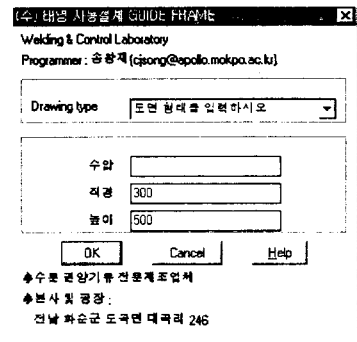 (주) 태영 자동설계 GUIDE FRAME
Welding & Control Laboratory
Programmer : 송창재 (cjsong@apollo.mokpo.ac.kr)
Drawing type
도면 형태를 입력하시오
수압
직경 300
높이 500
OK Cancel Help
♠수문 권양기류 전문제조업체
♠본사 및 공장 :
전남 화순군 도곡면 대곡리 246